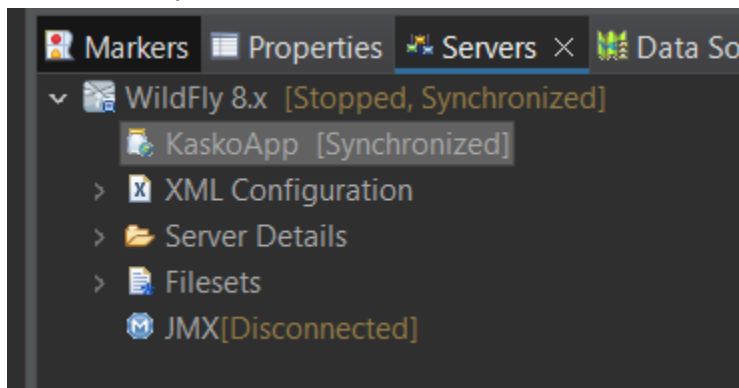 Markers Properties Servers Data So
WildFly 8.x [Stopped, Synchronized]
KaskoApp [Synchronized]
XML Configuration
Server Details
Filesets
JMX[Disconnected]